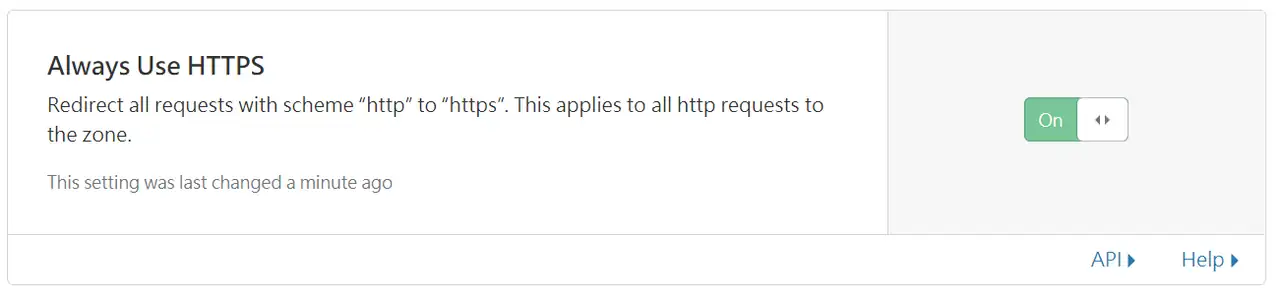 Always Use HTTPS
Redirect all requests with scheme “http” to “https”. This applies to all http requests to
the zone.
This setting was last changed a minute ago
On
API
Help